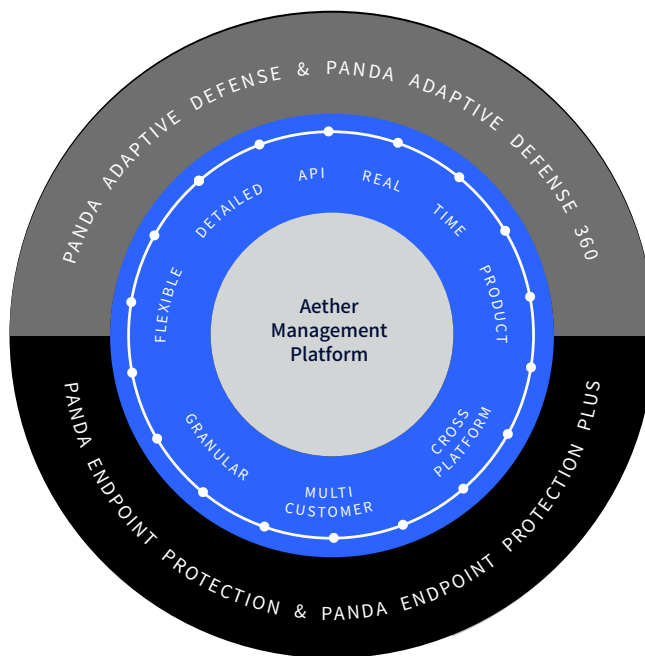 PANDA ADAPTIVE DEFENSE & PANDA ADAPTIVE DEFENSE 360
FLEXIBLE
DETAILED
API
REAL
TIME
PRODUCT
Aether
Management
Platform
GRANULAR
MULTI
CUSTOMER
CROSS
PLATFORM
PANDA ENDPOINT PROTECTION & PANDA ENDPOINT PROTECTION PLUS